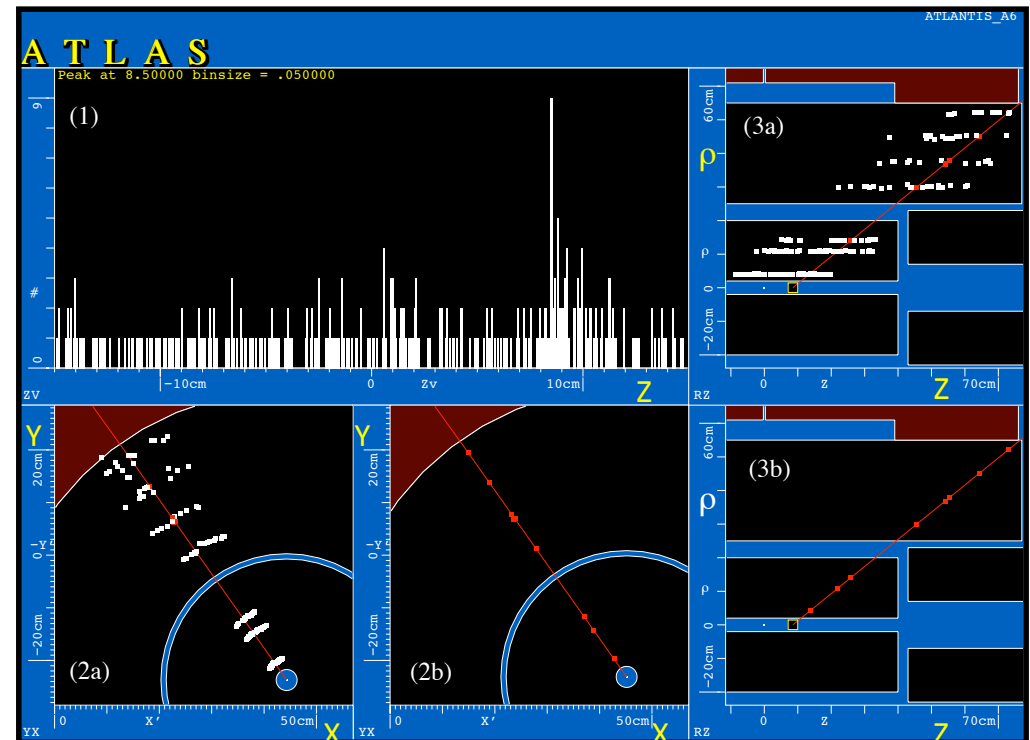 ATLANTIS_A6
A T L A S
Peak at 8.50000 binsize = .050000
(1)
9
#
0
ZV
-10cm
0
Zv
10cm
Z
(3a)
60cm
ρ
ρ
0
-20cm
RZ
0
Z
70cm
Z
(2a)
Y
20cm
0
-Y'
-20cm
YX
0
X'
50cm
X
(2b)
Y
20cm
0
-Y'
-20cm
YX
0
X'
50cm
X
(3b)
60cm
ρ
ρ
0
-20cm
RZ
0
Z
70cm
Z